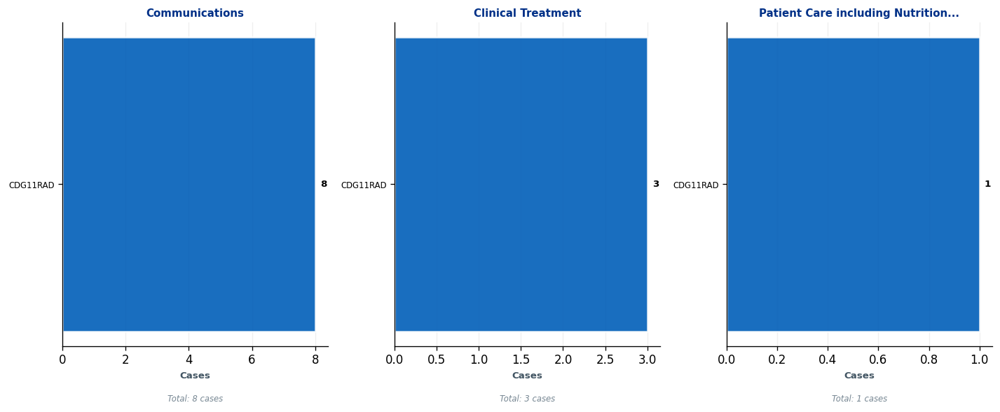 Communications
CDG11RAD
8
0 2 4 6 8
Cases
Total: 8 cases
Clinical Treatment
CDG11RAD
3
0.0 0.5 1.0 1.5 2.0 2.5 3.0
Cases
Total: 3 cases
Patient Care including Nutrition...
CDG11RAD
1
0.0 0.2 0.4 0.6 0.8 1.0
Cases
Total: 1 cases